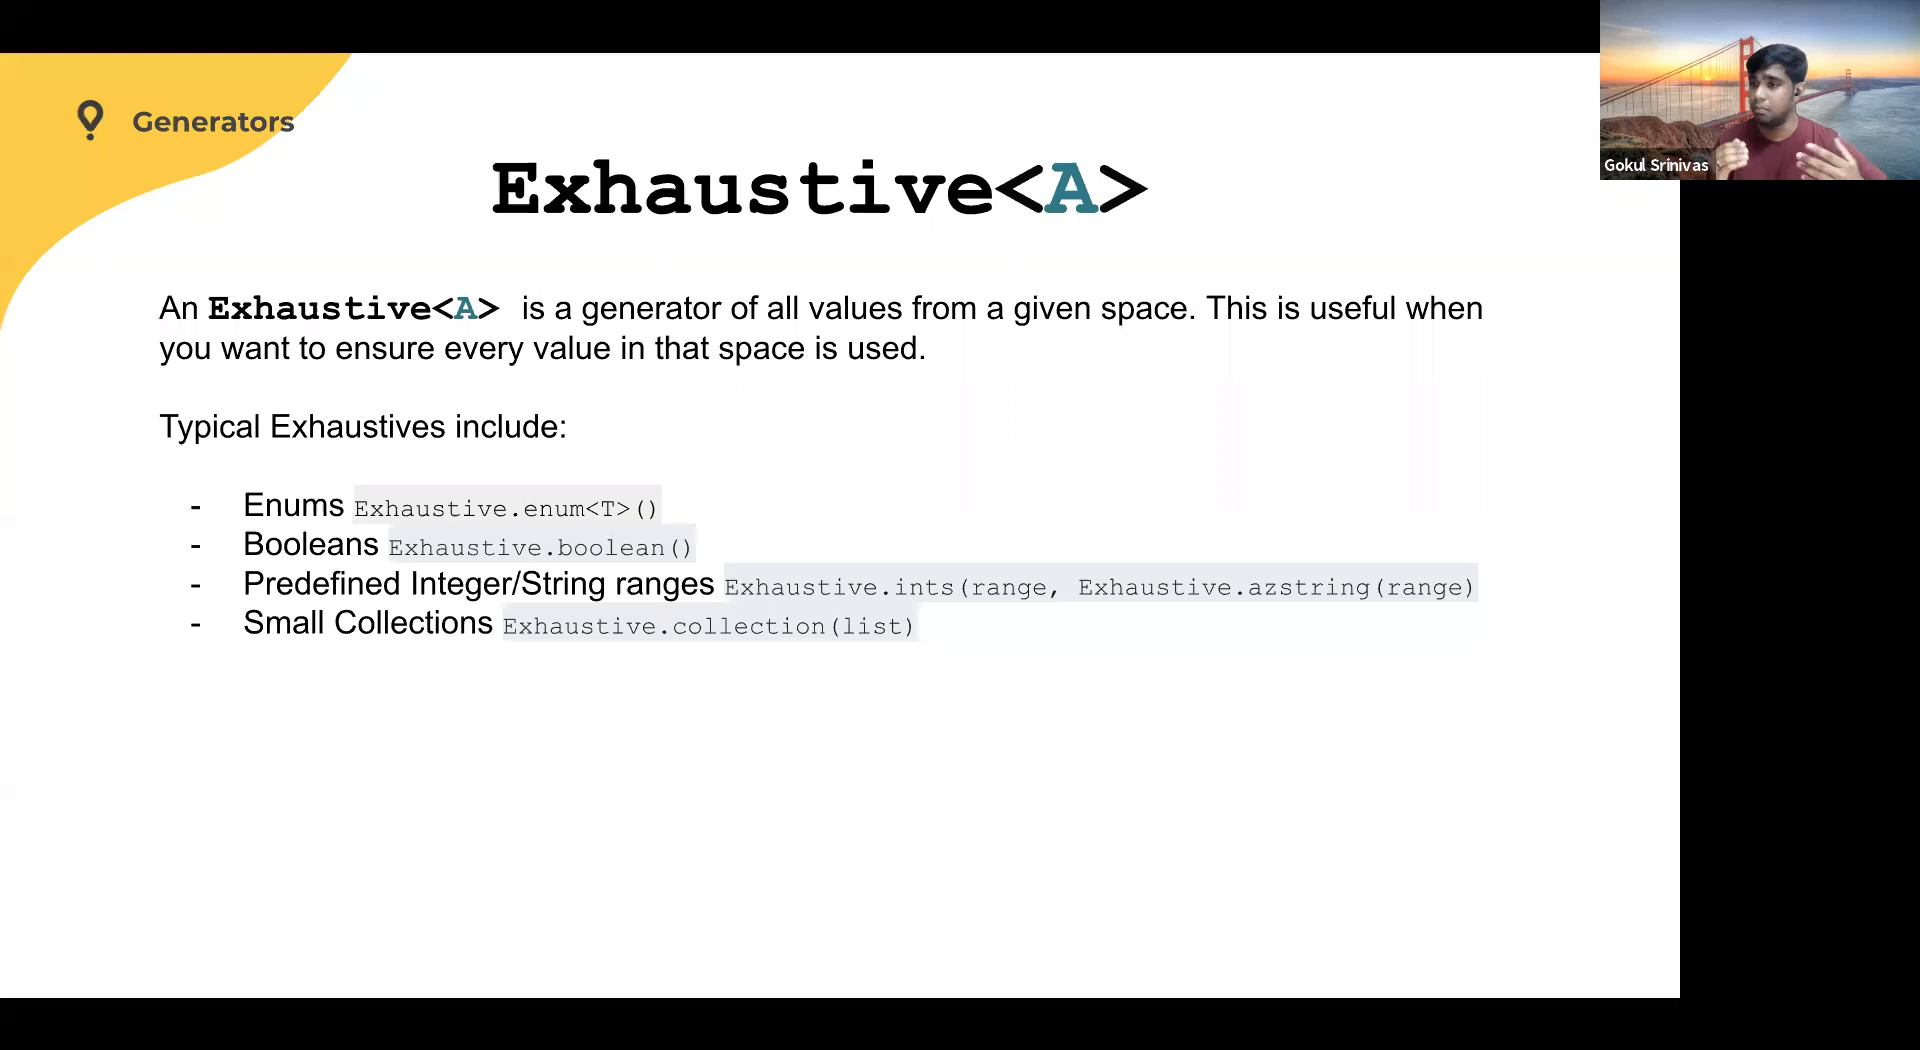 Generators
Exhaustive<A>
An Exhaustive<A> is a generator of all values from a given space. This is useful when
you want to ensure every value in that space is used.
Typical Exhaustives include:
- Enums Exhaustive.enum<T>()
- Booleans Exhaustive.boolean()
- Predefined Integer/String ranges Exhaustive.ints(range, Exhaustive.azstring(range)
- Small Collections Exhaustive.collection(list)
Gokul Srinivas